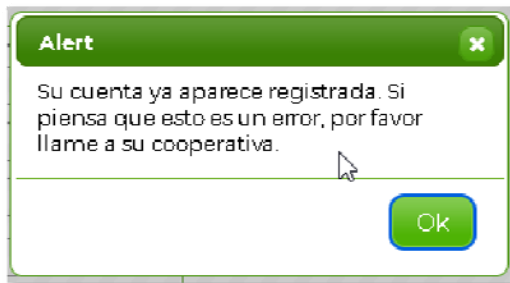 Alert
Su cuenta ya aparece registrada. Si
piensa que esto es un error, por favor
llame a su cooperativa.
Ok